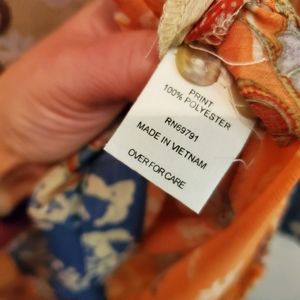 PRINT
100% POLYESTER
RN69791
MADE IN VIETNAM
OVER FOR CARE